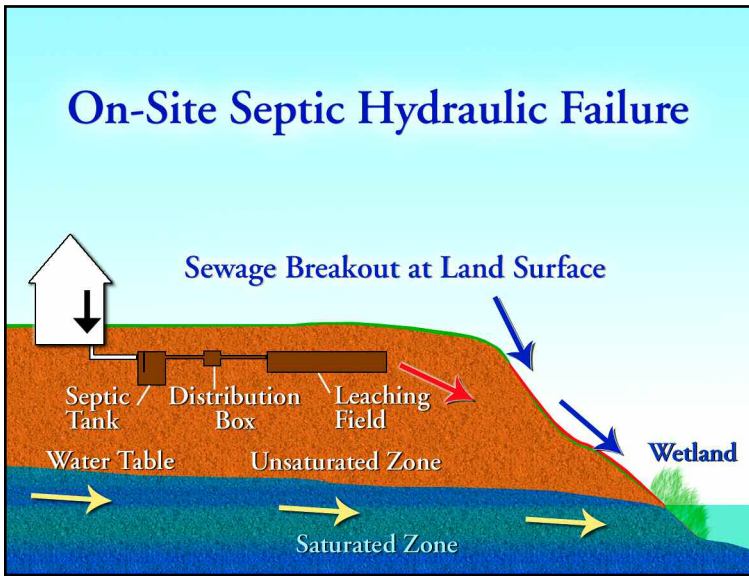 On-Site Septic Hydraulic Failure
Sewage Breakout at Land Surface
Septic
Tank
Distribution
Box
Leaching
Field
Wetland
Water Table
Unsaturated Zone
Saturated Zone